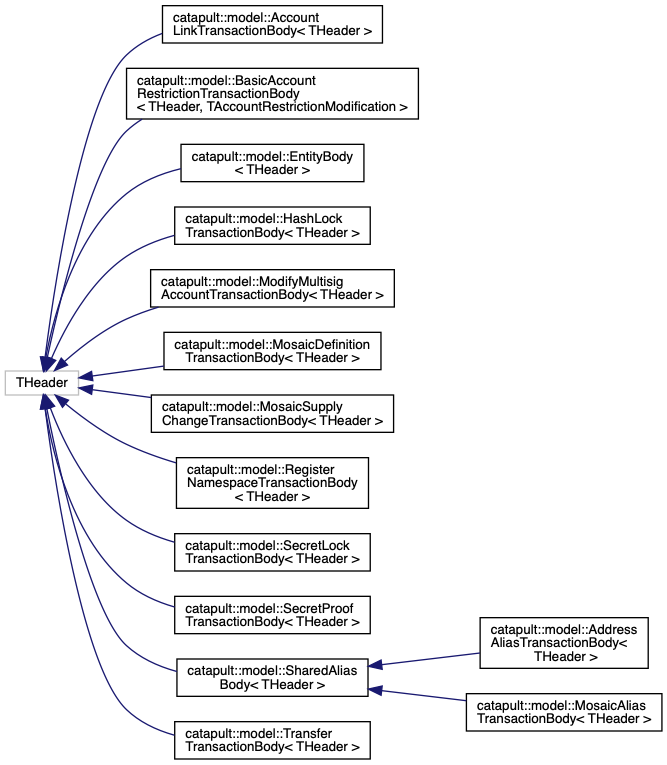 catapult::model::Account
LinkTransactionBody< THeader >
catapult::model::BasicAccount
RestrictionTransactionBody
< THeader, TAccountRestrictionModification >
catapult::model::EntityBody
< THeader >
catapult::model::HashLock
TransactionBody< THeader >
catapult::model::ModifyMultisig
AccountTransactionBody< THeader >
catapult::model::MosaicDefinition
TransactionBody< THeader >
THeader
catapult::model::MosaicSupply
ChangeTransactionBody< THeader >
catapult::model::Register
NamespaceTransactionBody
< THeader >
catapult::model::SecretLock
TransactionBody< THeader >
catapult::model::SecretProof
TransactionBody< THeader >
catapult::model::SharedAlias
Body< THeader >
catapult::model::Address
AliasTransactionBody<
THeader >
catapult::model::MosaicAlias
TransactionBody< THeader >
catapult::model::Transfer
TransactionBody< THeader >